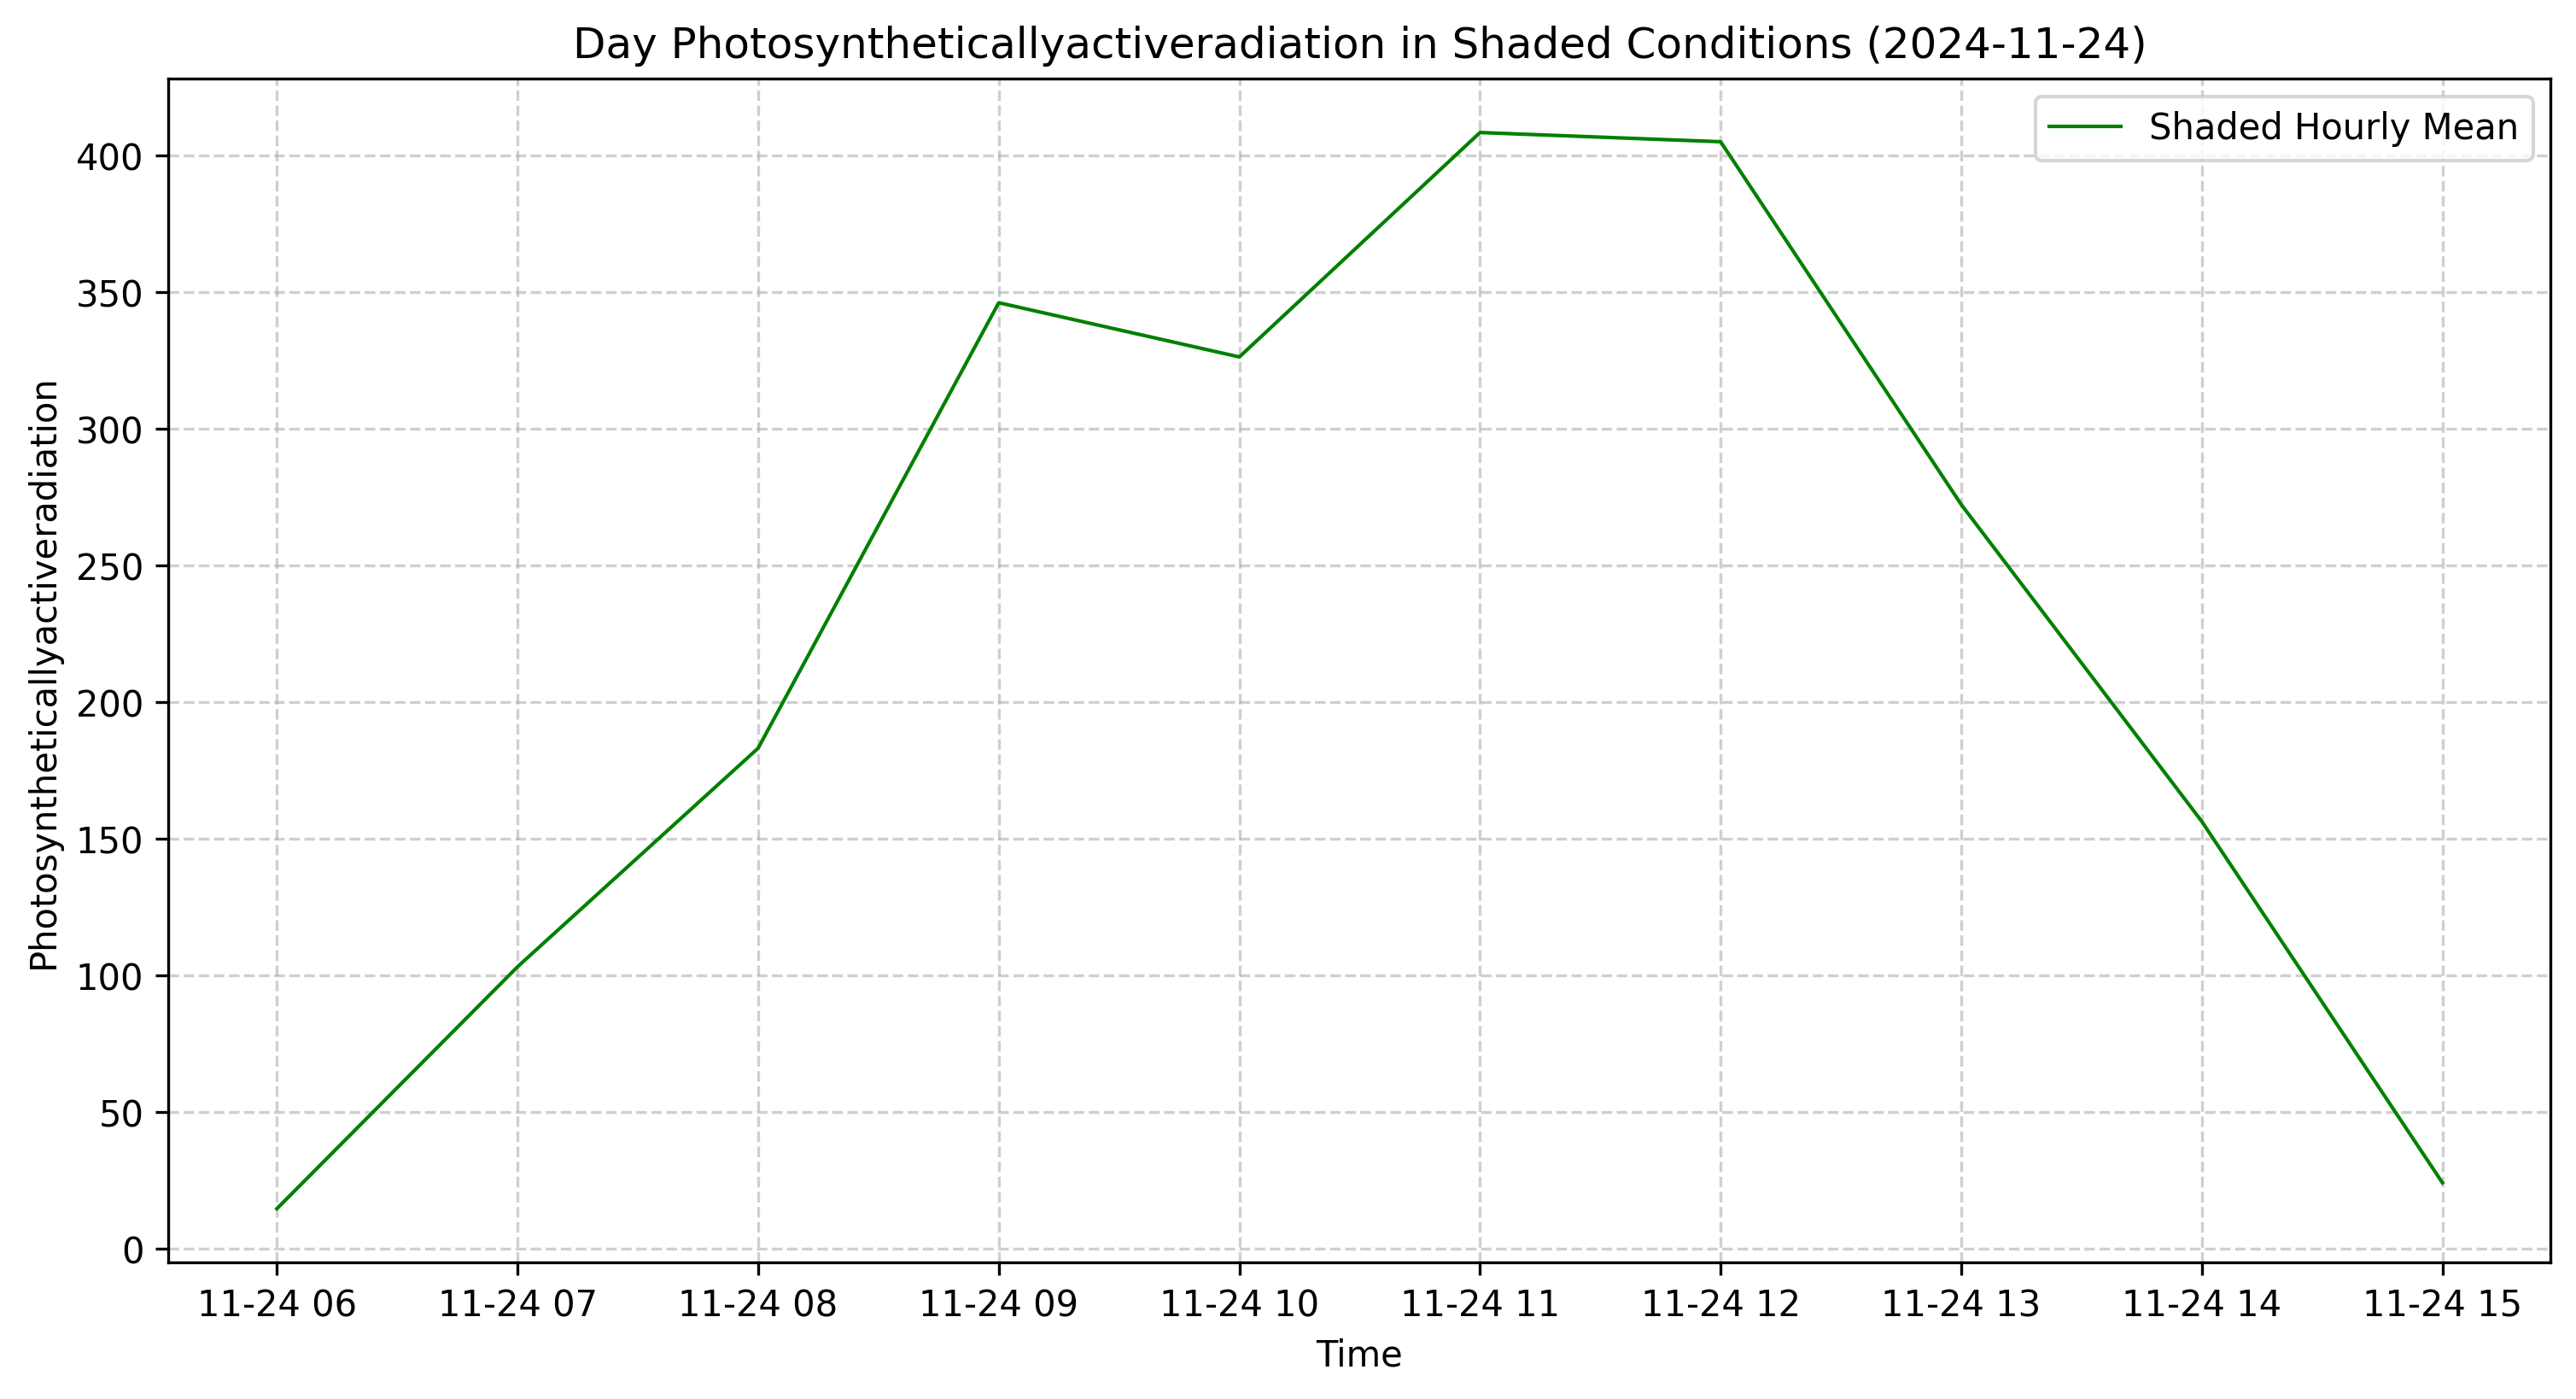 Day Photosyntheticallyactiveradiation in Shaded Conditions (2024-11-24)
Shaded Hourly Mean
Photosyntheticallyactiveradiation
400
350
300
250
200
150
100
50
0
11-24 06 11-24 07 11-24 08 11-24 09 11-24 10 11-24 11 11-24 12 11-24 13 11-24 14 11-24 15
Time